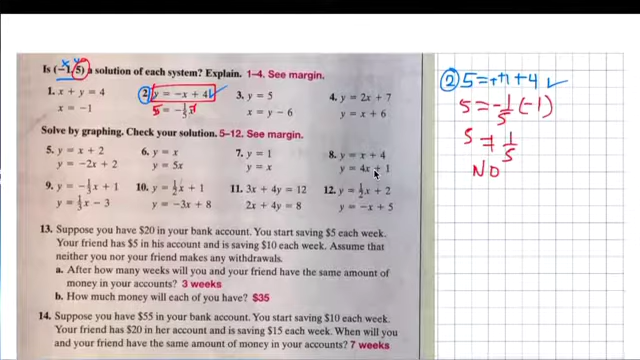 Is (−1, 5) a solution of each system? Explain. 1–4. See margin.
x y
1. x + y = 4
x = −1
2. y = −x + 4
3. y = 5
x = y − 6
4. y = 2x + 7
y = x + 6
Solve by graphing. Check your solution. 5–12. See margin.
5. y = x + 2
y = −2x + 2
6. y = x
y = 5x
7. y = 1
y = x
8. y = x + 4
y = 4x + 1
9. y = −1/3x + 1
y = 1/3x − 3
10. y = 1/2x + 1
y = −3x + 8
11. 3x + 4y = 12
2x + 4y = 8
12. y = 1/2x + 2
y = −x + 5
13. Suppose you have $20 in your bank account. You start saving $5 each week.
Your friend has $5 in his account and is saving $10 each week. Assume that
neither you nor your friend makes any withdrawals.
a. After how many weeks will you and your friend have the same amount of
money in your accounts? 3 weeks
b. How much money will each of you have? $35
14. Suppose you have $55 in your bank account. You start saving $10 each week.
Your friend has $20 in her account and is saving $15 each week. When will you
and your friend have the same amount of money in your accounts? 7 weeks
② 5 = +1 + 4 ✓
5 = −1/5 (−1)
5 ≠ 1/5
NO